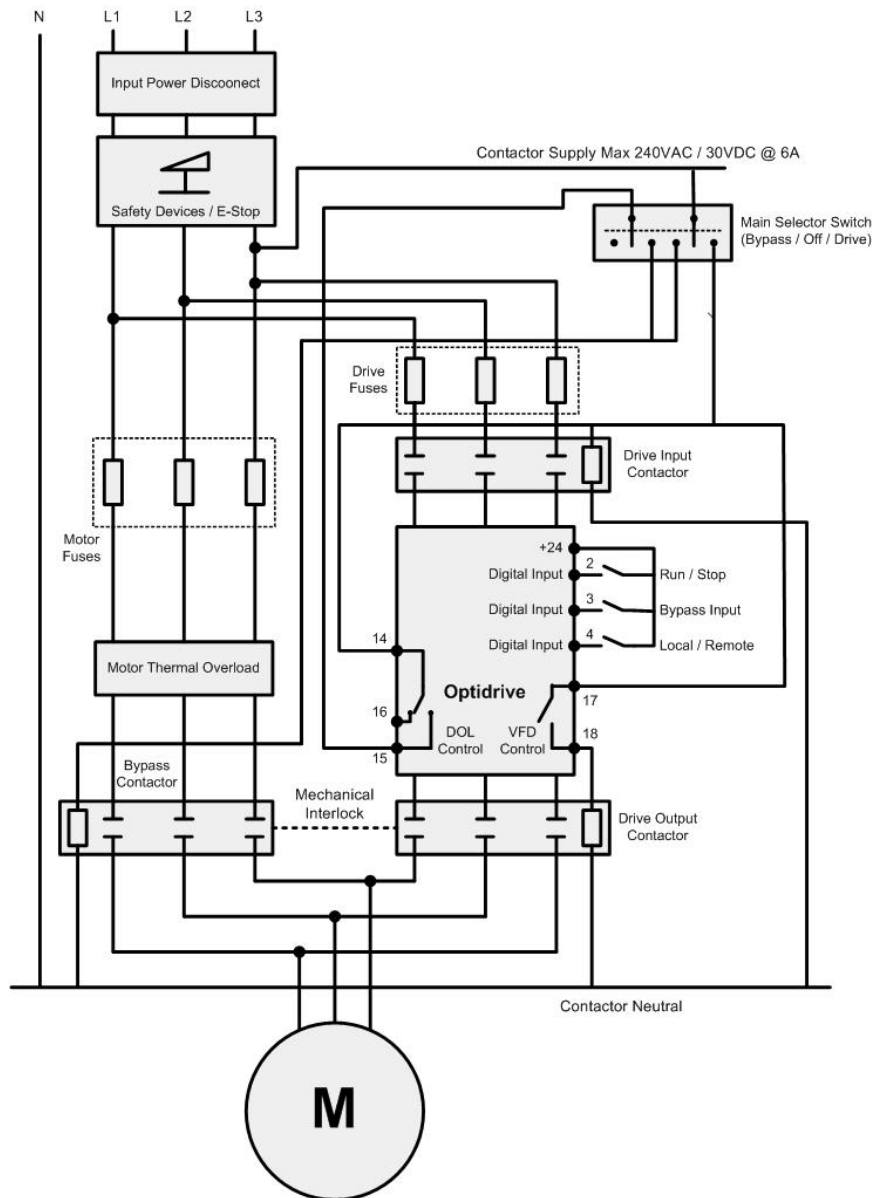 N
L1
L2
L3
Input Power Discoonect
Safety Devices / E-Stop
Contactor Supply Max 240VAC / 30VDC @ 6A
Main Selector Switch
(Bypass / Off / Drive)
Drive
Fuses
Drive Input
Contactor
Motor
Fuses
+24
Digital Input
2
Run / Stop
Digital Input
3
Bypass Input
Digital Input
4
Local / Remote
14
Motor Thermal Overload
Optidrive
17
16
DOL
Control
VFD
Control
18
15
Bypass
Contactor
Mechanical
Interlock
Drive Output
Contactor
Contactor Neutral
M